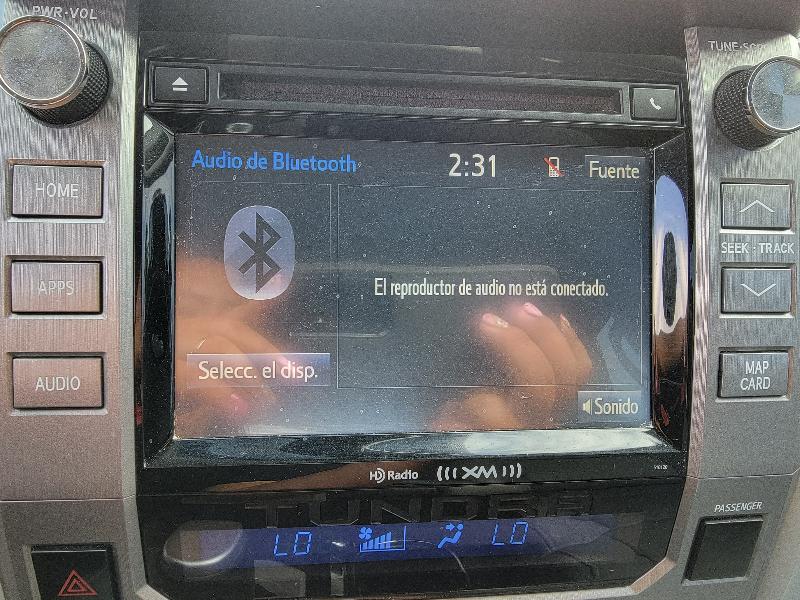 PWR·VOL
TUNE·SC
HOME
APPS
AUDIO
Audio de Bluetooth
2:31
Fuente
El reproductor de audio no está conectado.
Selecc. el disp.
Sonido
SEEK·TRACK
MAP
CARD
HD Radio
((( XM )))
TUNDRA
LO
LO
PASSENGER